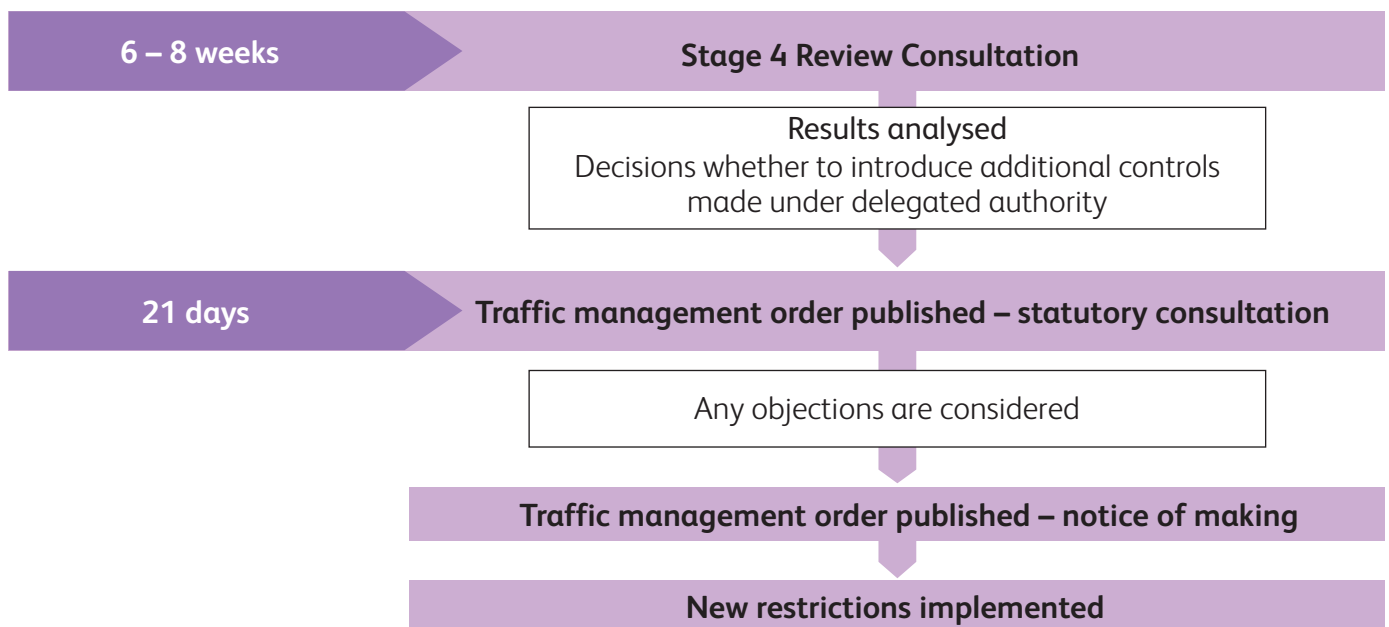 6 – 8 weeks
Stage 4 Review Consultation
Results analysed
Decisions whether to introduce additional controls
made under delegated authority
21 days
Traffic management order published – statutory consultation
Any objections are considered
Traffic management order published – notice of making
New restrictions implemented